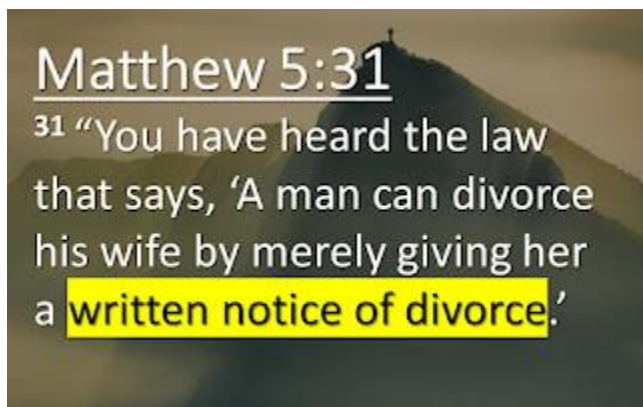 Matthew 5:31
31 “You have heard the law
that says, ‘A man can divorce
his wife by merely giving her
a written notice of divorce.’